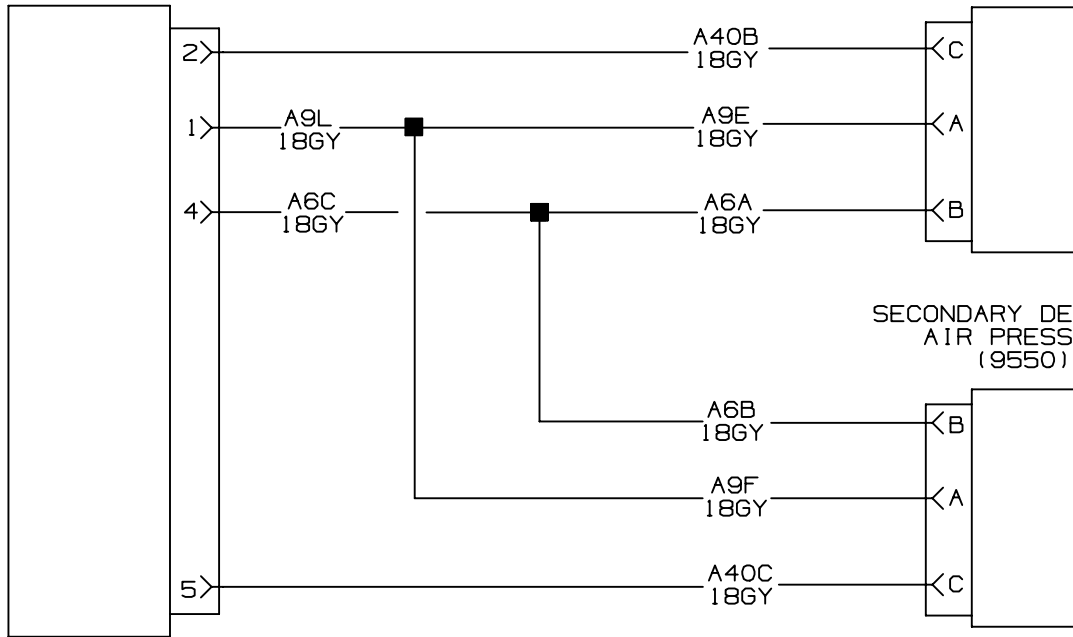 2
A40B
18GY
C
1
A9L
18GY
A9E
18GY
A
4
A6C
18GY
A6A
18GY
B
SECONDARY DE
AIR PRESS
(9550)
A6B
18GY
B
A9F
18GY
A
5
A40C
18GY
C